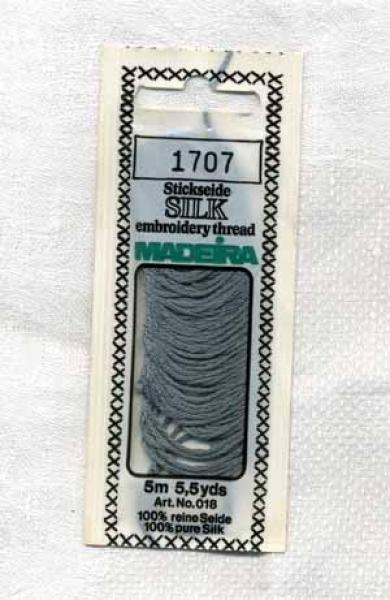 1707
Stickseide
SILK
embroidery thread
MADEIRA
5m 5,5yds
Art. No. 018
100% reine Seide
100% pure Silk